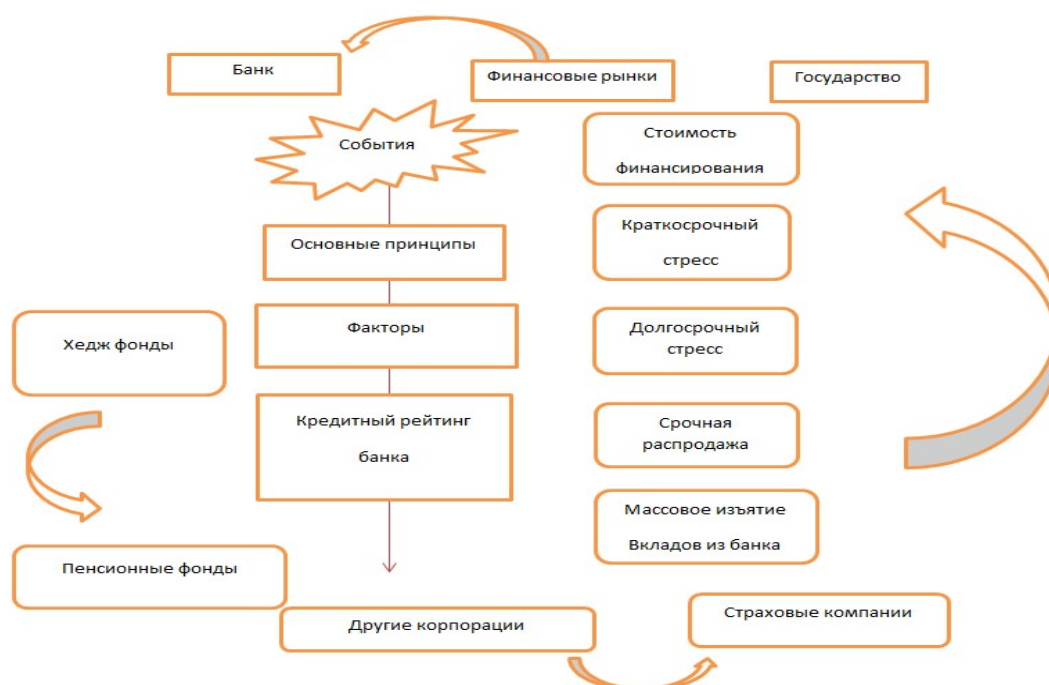 Банк
Финансовые рынки
Государство
События
Стоимость
финансирования
Основные принципы
Краткосрочный
стресс
Хедж фонды
Факторы
Долгосрочный
стресс
Кредитный рейтинг
банка
Срочная
распродажа
Массовое изъятие
Вкладов из банка
Пенсионные фонды
Другие корпорации
Страховые компании